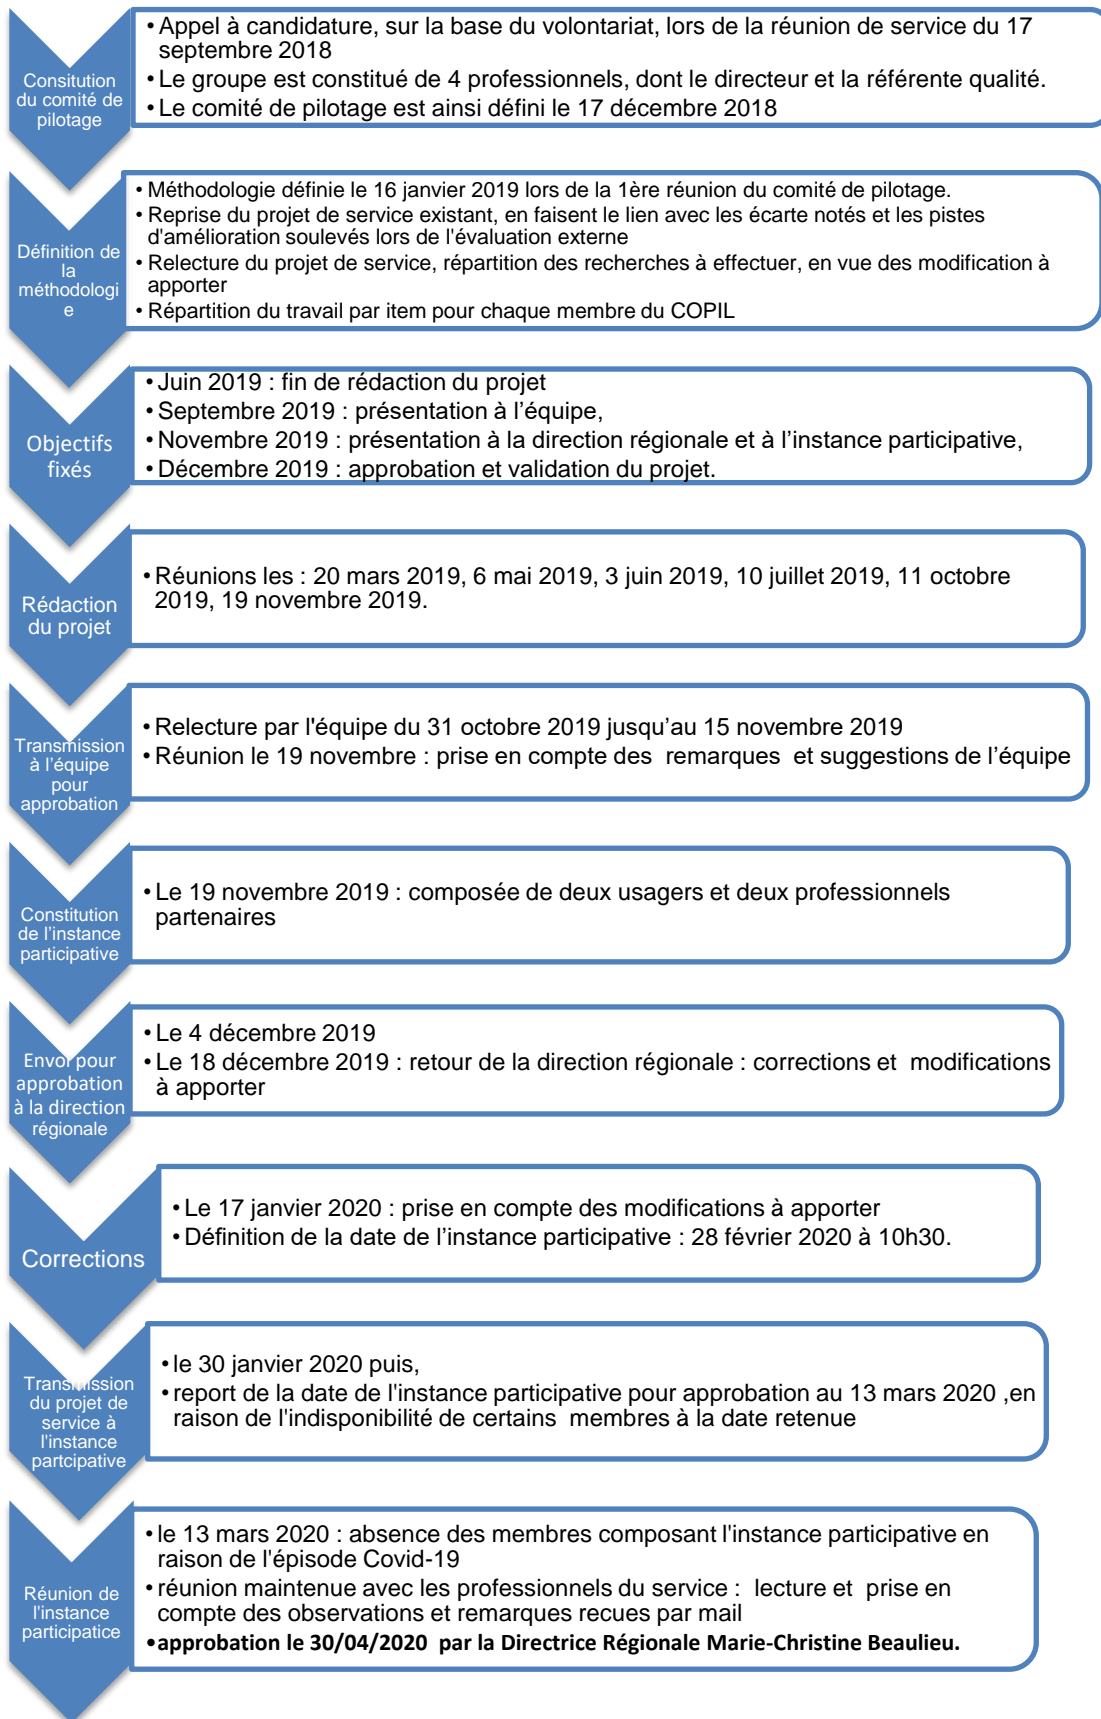 Consitution
du comité de
pilotage
• Appel à candidature, sur la base du volontariat, lors de la réunion de service du 17
septembre 2018
• Le groupe est constitué de 4 professionnels, dont le directeur et la référente qualité.
• Le comité de pilotage est ainsi défini le 17 décembre 2018
Définition de
la
méthodologi
e
• Méthodologie définie le 16 janvier 2019 lors de la 1ère réunion du comité de pilotage.
• Reprise du projet de service existant, en faisent le lien avec les écarte notés et les pistes
d'amélioration soulevés lors de l'évaluation externe
• Relecture du projet de service, répartition des recherches à effectuer, en vue des modification à
apporter
• Répartition du travail par item pour chaque membre du COPIL
Objectifs
fixés
• Juin 2019 : fin de rédaction du projet
• Septembre 2019 : présentation à l’équipe,
• Novembre 2019 : présentation à la direction régionale et à l’instance participative,
• Décembre 2019 : approbation et validation du projet.
Rédaction
du projet
• Réunions les : 20 mars 2019, 6 mai 2019, 3 juin 2019, 10 juillet 2019, 11 octobre
2019, 19 novembre 2019.
Transmission
à l’équipe
pour
approbation
• Relecture par l'équipe du 31 octobre 2019 jusqu’au 15 novembre 2019
• Réunion le 19 novembre : prise en compte des remarques et suggestions de l’équipe
Constitution
de l’instance
participative
• Le 19 novembre 2019 : composée de deux usagers et deux professionnels
partenaires
Envoi pour
approbation
à la direction
régionale
• Le 4 décembre 2019
• Le 18 décembre 2019 : retour de la direction régionale : corrections et modifications
à apporter
Corrections
• Le 17 janvier 2020 : prise en compte des modifications à apporter
• Définition de la date de l’instance participative : 28 février 2020 à 10h30.
Transmission
du projet de
service à
l'instance
partcipative
• le 30 janvier 2020 puis,
• report de la date de l'instance participative pour approbation au 13 mars 2020 ,en
raison de l'indisponibilité de certains membres à la date retenue
Réunion de
l'instance
participatice
• le 13 mars 2020 : absence des membres composant l'instance participative en
raison de l'épisode Covid-19
• réunion maintenue avec les professionnels du service : lecture et prise en
compte des observations et remarques recues par mail
•approbation le 30/04/2020 par la Directrice Régionale Marie-Christine Beaulieu.